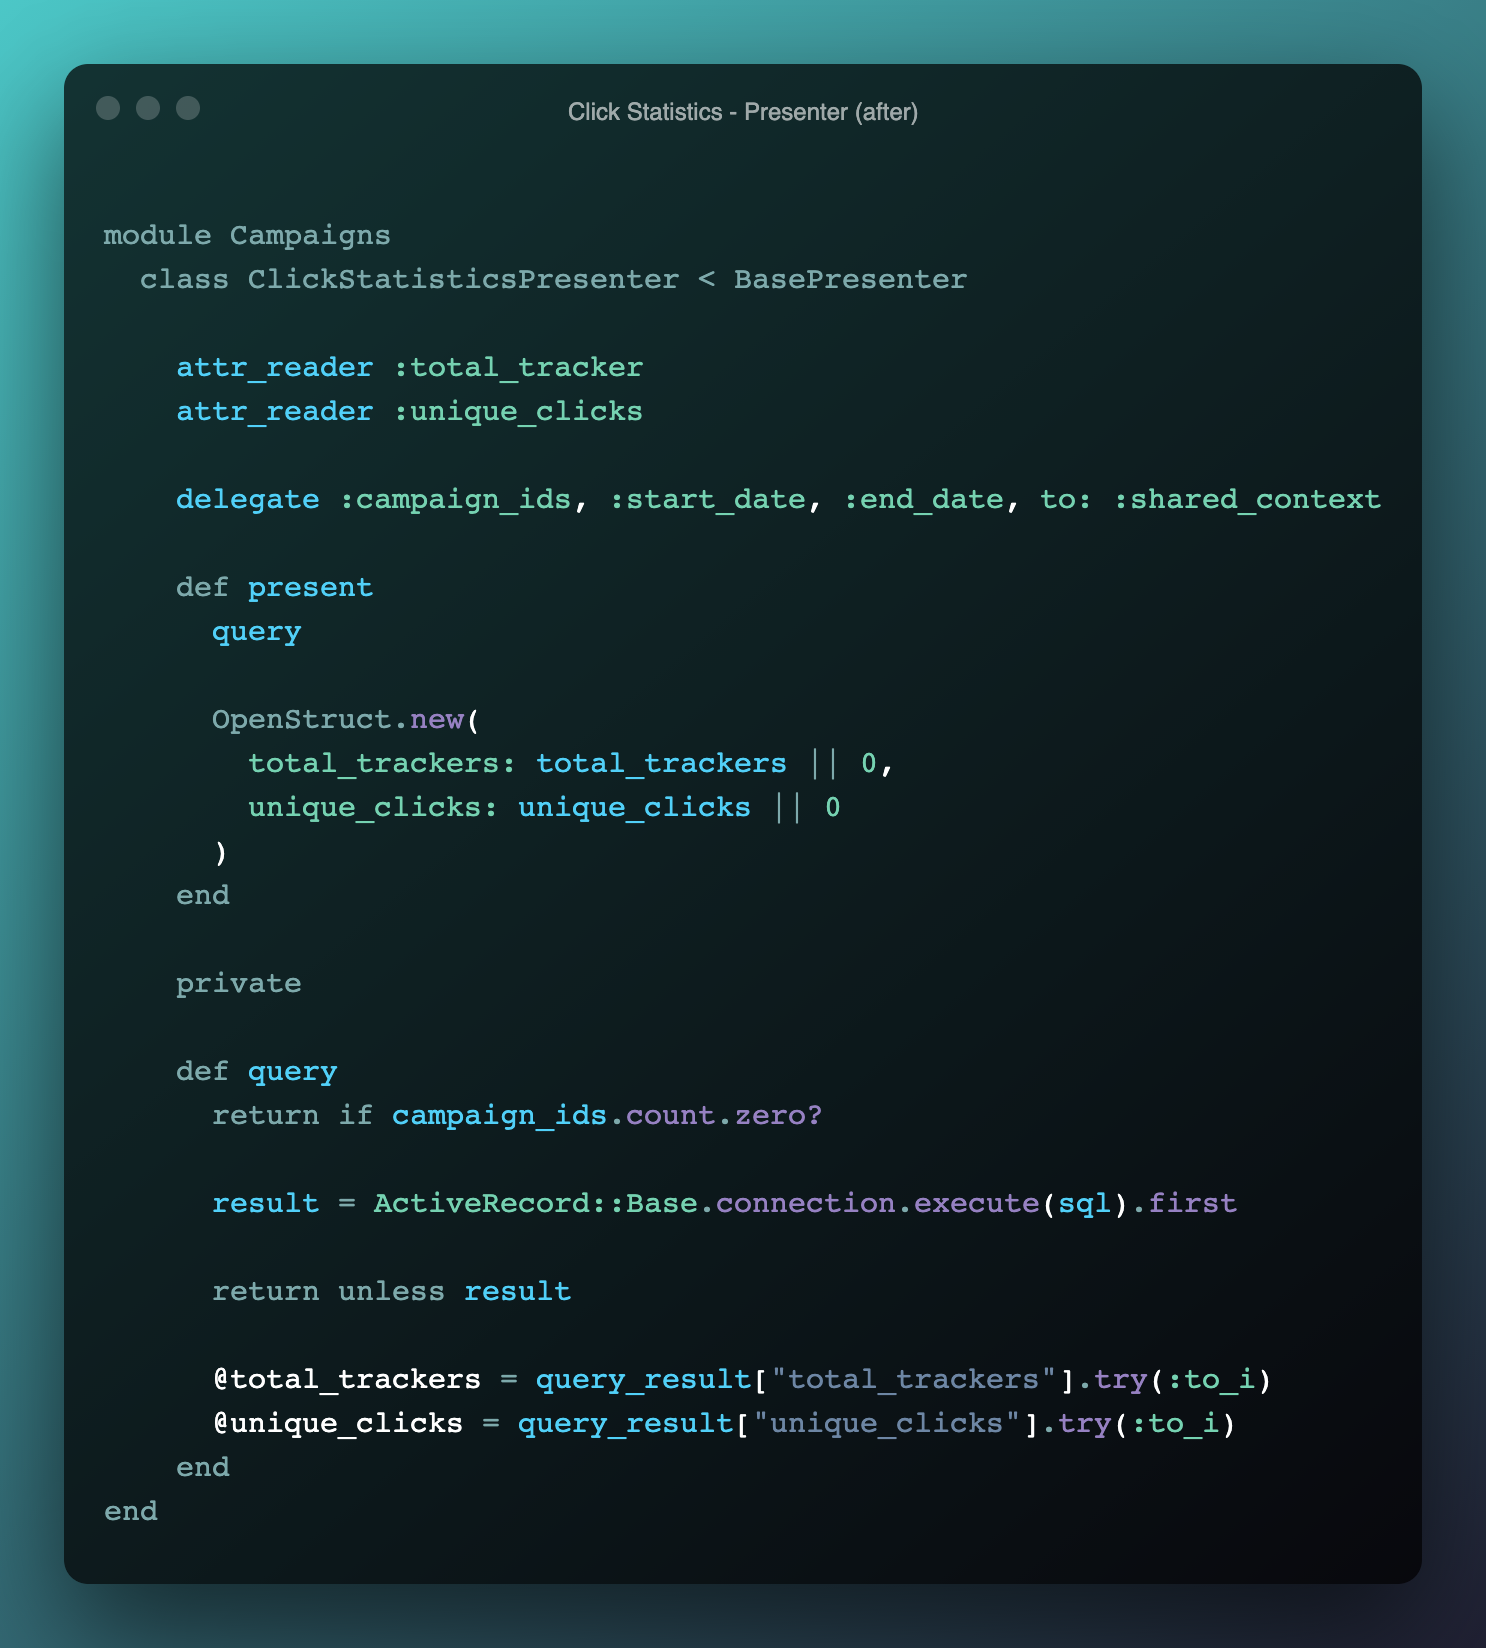 Click Statistics - Presenter (after)
module Campaigns
  class ClickStatisticsPresenter < BasePresenter
    attr_reader :total_tracker
    attr_reader :unique_clicks
    delegate :campaign_ids, :start_date, :end_date, to: :shared_context
    def present
      query
      OpenStruct.new(
        total_trackers: total_trackers || 0,
        unique_clicks: unique_clicks || 0
      )
    end
    private
    def query
      return if campaign_ids.count.zero?
      result = ActiveRecord::Base.connection.execute(sql).first
      return unless result
      @total_trackers = query_result["total_trackers"].try(:to_i)
      @unique_clicks = query_result["unique_clicks"].try(:to_i)
    end
end